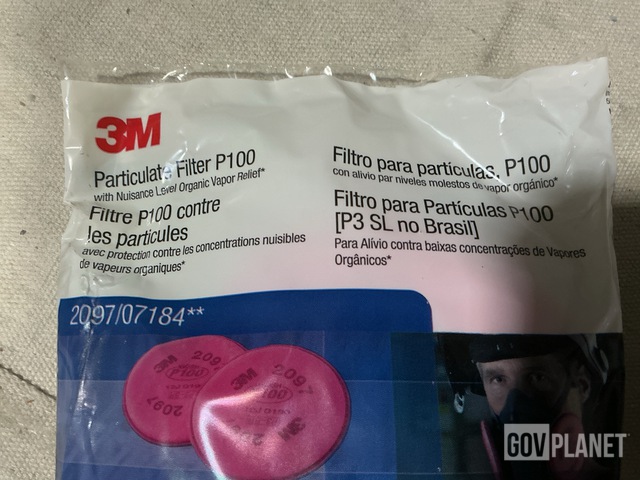 3M
Particulate Filter P100
with Nuisance Level Organic Vapor Relief*
Filtre P100 contre
les particules
avec protection contre les concentrations nuisibles
de vapeurs organiques*
Filtro para partículas, P100
con alivio par niveles molestos de vapor orgánico*
Filtro para Partículas P100
[P3 SL no Brasil]
Para Alívio contra baixas concentrações de Vapores
Orgânicos*
2097/07184**
3M 2097
P100
2097
3M 2097
3M
GOVPLANET